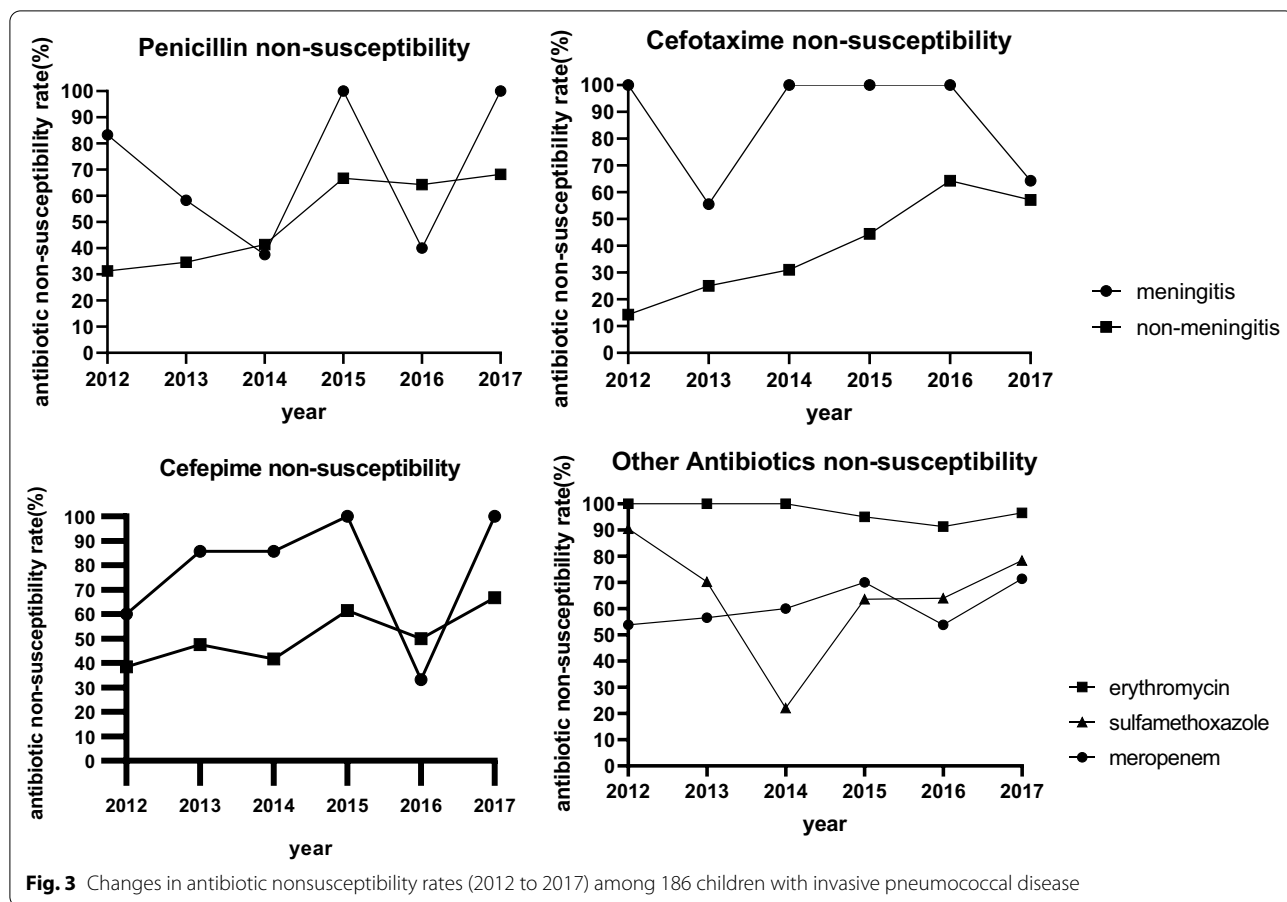 Penicillin non-susceptibility
antibiotic non-susceptibility rate(%)
100
90
80
70
60
50
40
30
20
10
0
2012 2013 2014 2015 2016 2017
year
Cefotaxime non-susceptibility
antibiotic non-susceptibility rate(%)
100
90
80
70
60
50
40
30
20
10
0
2012 2013 2014 2015 2016 2017
year
meningitis
non-meningitis
Cefepime non-susceptibility
antibiotic non-susceptibility rate(%)
100
90
80
70
60
50
40
30
20
10
0
2012 2013 2014 2015 2016 2017
year
Other Antibiotics non-susceptibility
antibiotic non-susceptibility rate(%)
100
90
80
70
60
50
40
30
20
10
0
2012 2013 2014 2015 2016 2017
year
erythromycin
sulfamethoxazole
meropenem
Fig. 3 Changes in antibiotic nonsusceptibility rates (2012 to 2017) among 186 children with invasive pneumococcal disease